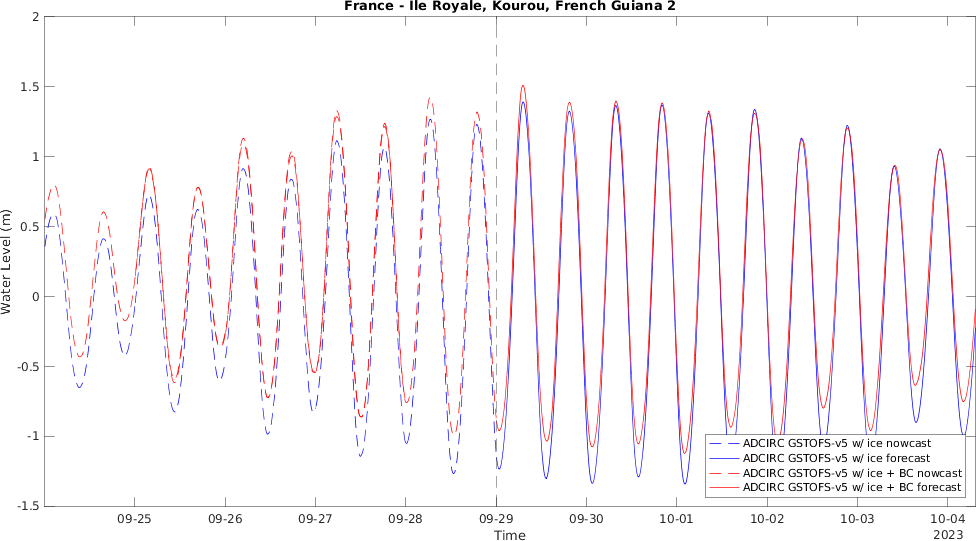 France - Ile Royale, Kourou, French Guiana 2
2
1.5
1
0.5
0
-0.5
-1
-1.5
Water Level (m)
09-25 09-26 09-27 09-28 09-29 09-30 10-01 10-02 10-03 10-04
Time
2023
ADCIRC GSTOFS-v5 w/ ice nowcast
ADCIRC GSTOFS-v5 w/ ice forecast
ADCIRC GSTOFS-v5 w/ ice + BC nowcast
ADCIRC GSTOFS-v5 w/ ice + BC forecast